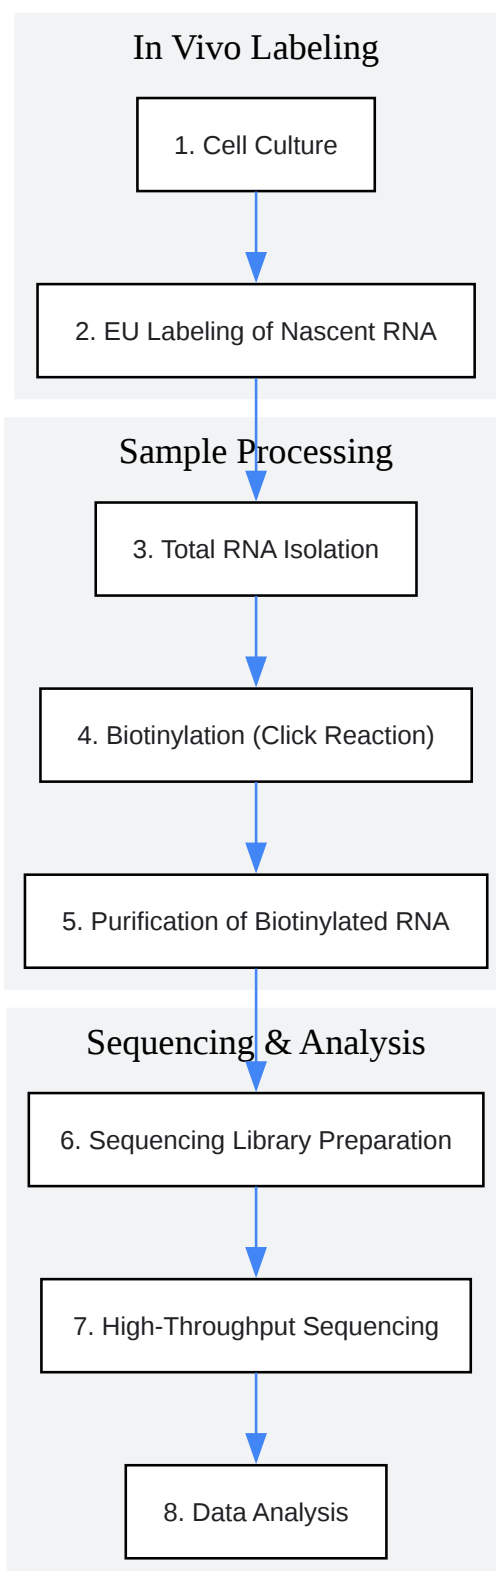 In Vivo Labeling
1. Cell Culture
2. EU Labeling of Nascent RNA
Sample Processing
3. Total RNA Isolation
4. Biotinylation (Click Reaction)
5. Purification of Biotinylated RNA
Sequencing & Analysis
6. Sequencing Library Preparation
7. High-Throughput Sequencing
8. Data Analysis